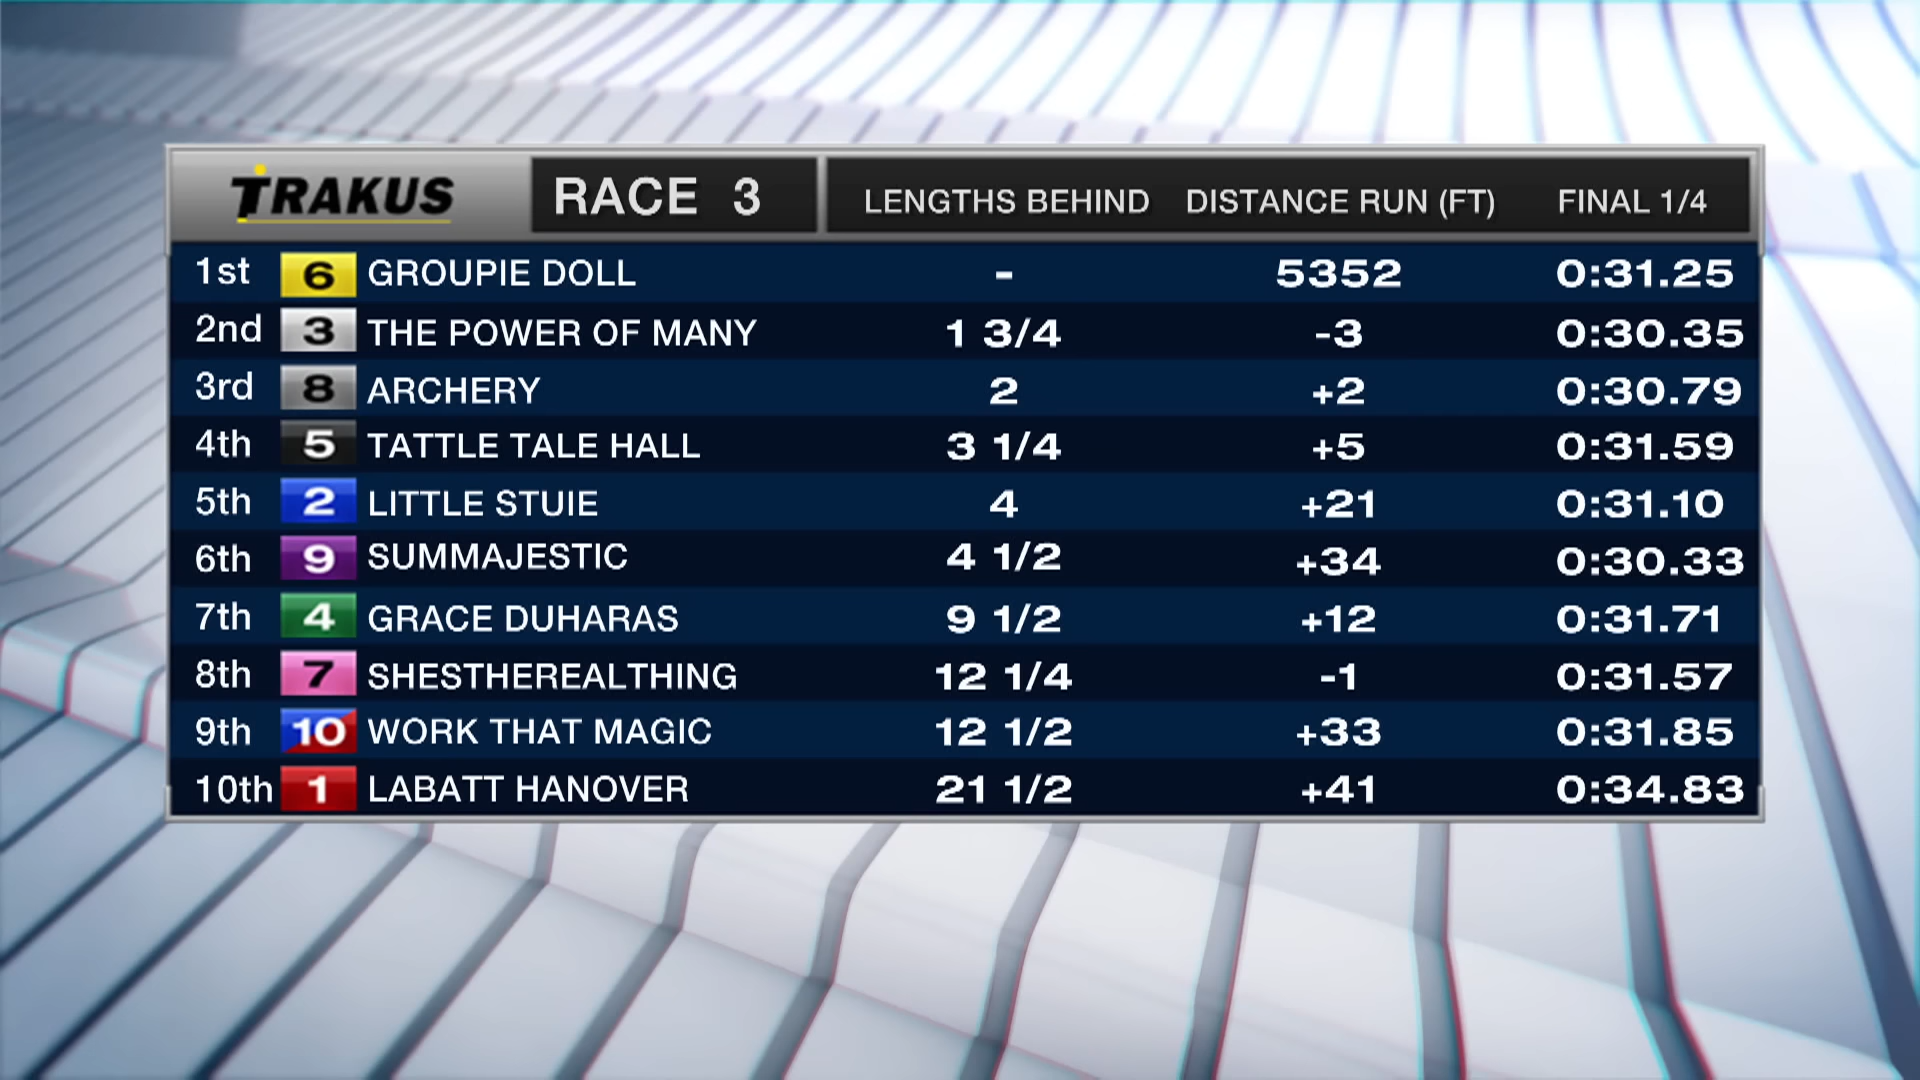 TRAKUS RACE 3 LENGTHS BEHIND DISTANCE RUN (FT) FINAL 1/4
1st 6 GROUPIE DOLL - 5352 0:31.25
2nd 3 THE POWER OF MANY 1 3/4 -3 0:30.35
3rd 8 ARCHERY 2 +2 0:30.79
4th 5 TATTLE TALE HALL 3 1/4 +5 0:31.59
5th 2 LITTLE STUIE 4 +21 0:31.10
6th 9 SUMMAJESTIC 4 1/2 +34 0:30.33
7th 4 GRACE DUHARAS 9 1/2 +12 0:31.71
8th 7 SHESTHEREALTHING 12 1/4 -1 0:31.57
9th 10 WORK THAT MAGIC 12 1/2 +33 0:31.85
10th 1 LABATT HANOVER 21 1/2 +41 0:34.83